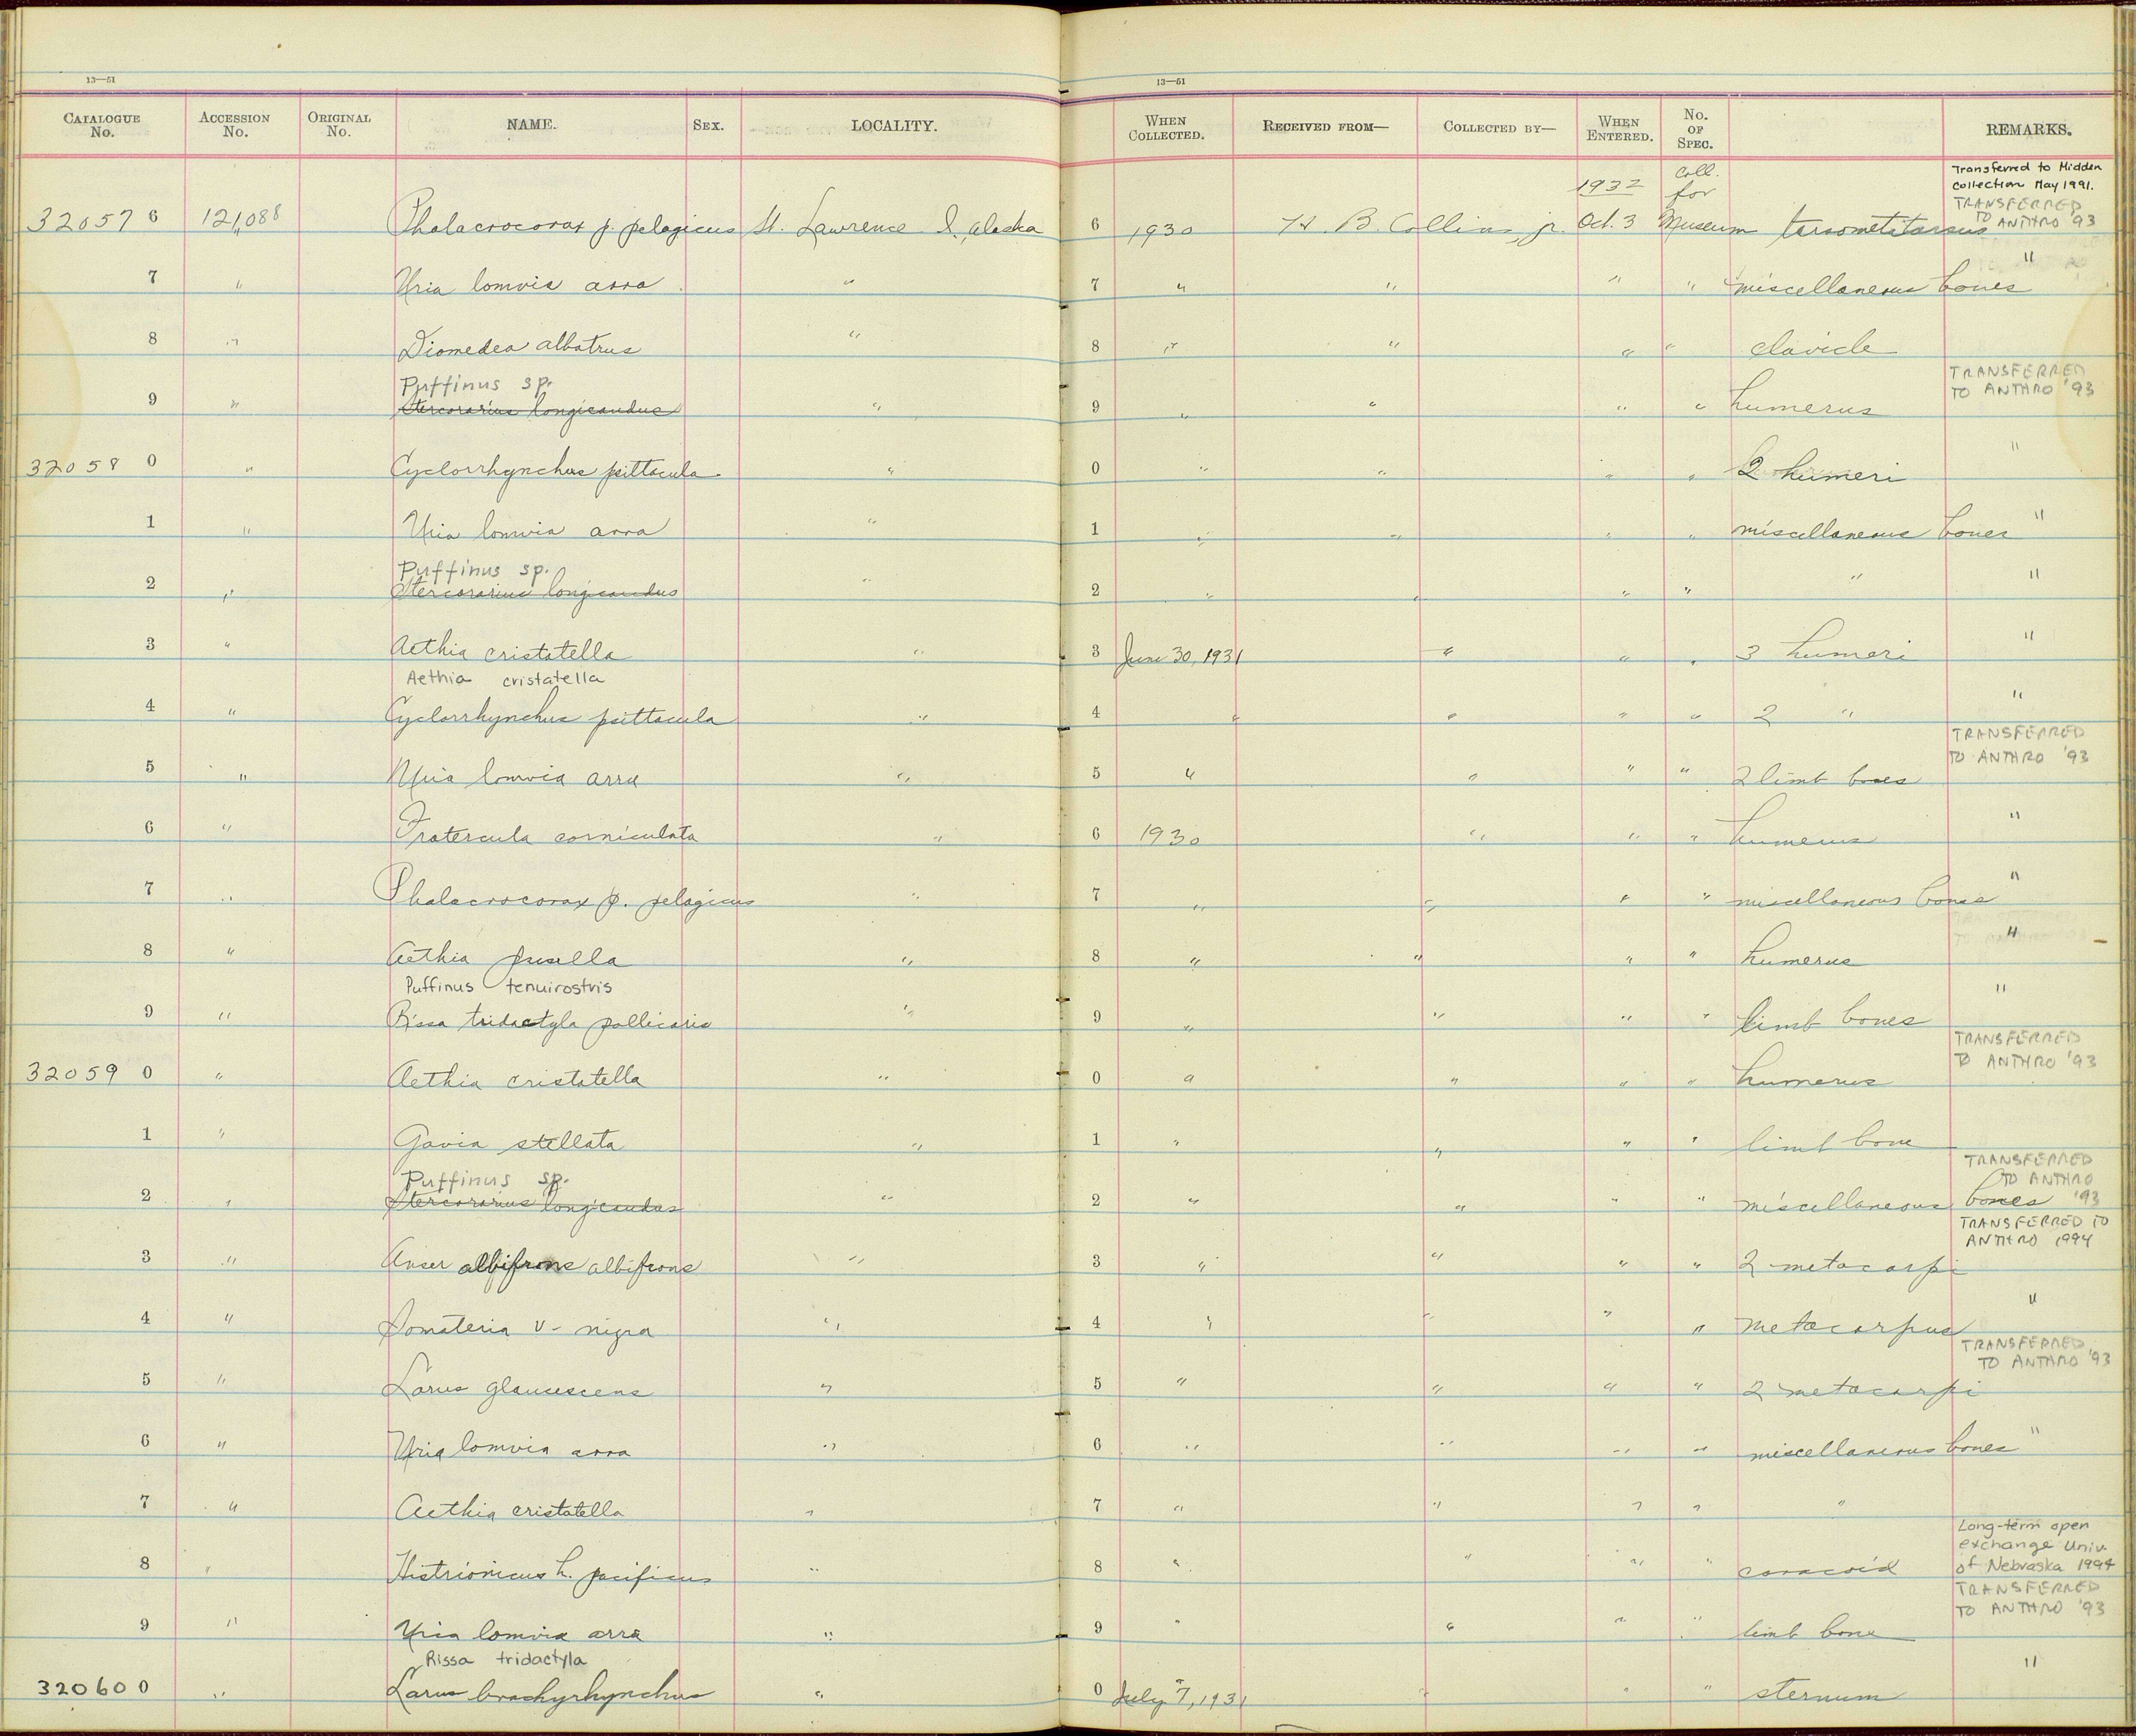 13—51 13—51
CATALOGUE No. ACCESSION No. ORIGINAL No. NAME. SEX. LOCALITY. WHEN COLLECTED. RECEIVED FROM— COLLECTED BY— WHEN ENTERED. No. OF SPEC. REMARKS.
Transferred to Midden
collection May 1991.
1932 Coll. for
TRANSFERRED TO ANTHRO '93
32057 6 121,088 Phalacrocorax p. pelagicus St. Lawrence I., Alaska 6 1930 H. B. Collins, jr. Oct. 3 Museum tarsometatarsus
7 " Uria lomvia arra " 7 " " " " miscellaneous bones "
8 " Diomedea albatrus " 8 " " " " clavicle
Puffinus sp. TRANSFERRED TO ANTHRO '93
9 " Stercorarius longicaudus " 9 " " " " humerus
32058 0 " Cyclorrhynchus psittacula " 0 " " " " 2 humeri "
1 " Uria lomvia arra " 1 " " " " miscellaneous bones "
Puffinus sp.
2 " Stercorarius longicaudus " 2 " " " " " "
3 " Aethia cristatella " 3 June 30, 1931 " " " 3 humeri "
Aethia cristatella
4 " Cyclorrhynchus psittacula " 4 " " " " 2 " "
TRANSFERRED TO ANTHRO '93
5 " Uria lomvia arra " 5 " " " " 2 limb bones
6 " Fratercula corniculata " 6 1930 " " " humerus "
7 " Phalacrocorax p. pelagicus " 7 " " " " miscellaneous bones "
8 " Aethia pusilla " 8 " " " " humerus "
Puffinus tenuirostris
9 " Rissa tridactyla pollicaris " 9 " " " " limb bones "
TRANSFERRED TO ANTHRO '93
32059 0 " Aethia cristatella " 0 " " " " humerus
1 " Gavia stellata " 1 " " " " limb bone
Puffinus sp. TRANSFERRED TO ANTHRO '93
2 " Stercorarius longicaudus " 2 " " " " miscellaneous bones
TRANSFERRED TO ANTHRO 1994
3 " Anser albifrons albifrons " 3 " " " " 2 metacarpi
4 " Somateria v-nigra " 4 " " " " metacarpus "
TRANSFERRED TO ANTHRO '93
5 " Larus glaucescens " 5 " " " " 2 metacarpi
6 " Uria lomvia arra " 6 " " " " miscellaneous bones "
7 " Aethia cristatella " 7 " " " " "
Long-term open
exchange Univ.
of Nebraska 1994
8 " Histrionicus h. pacificus " 8 " " " " coracoid
TRANSFERRED TO ANTHRO '93
9 " Uria lomvia arra " 9 " " " " limb bone
Rissa tridactyla
32060 0 " Larus brachyrhynchus " 0 July 7, 1931 " " " sternum "